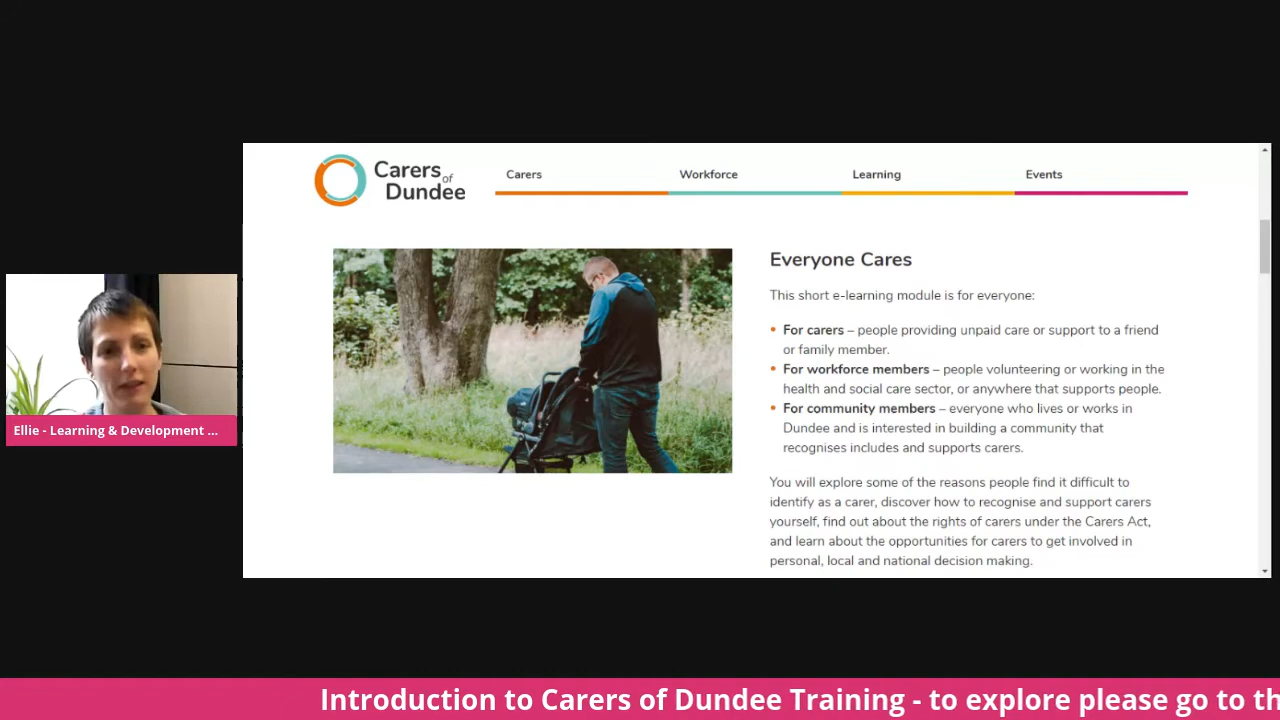 Carers of
Dundee
Carers
Workforce
Learning
Events
Everyone Cares
This short e-learning module is for everyone:
• For carers – people providing unpaid care or support to a friend
or family member.
• For workforce members – people volunteering or working in the
health and social care sector, or anywhere that supports people.
• For community members – everyone who lives or works in
Dundee and is interested in building a community that
recognises includes and supports carers.
You will explore some of the reasons people find it difficult to
identify as a carer, discover how to recognise and support carers
yourself, find out about the rights of carers under the Carers Act,
and learn about the opportunities for carers to get involved in
personal, local and national decision making.
Ellie - Learning & Development ...
Introduction to Carers of Dundee Training - to explore please go to th